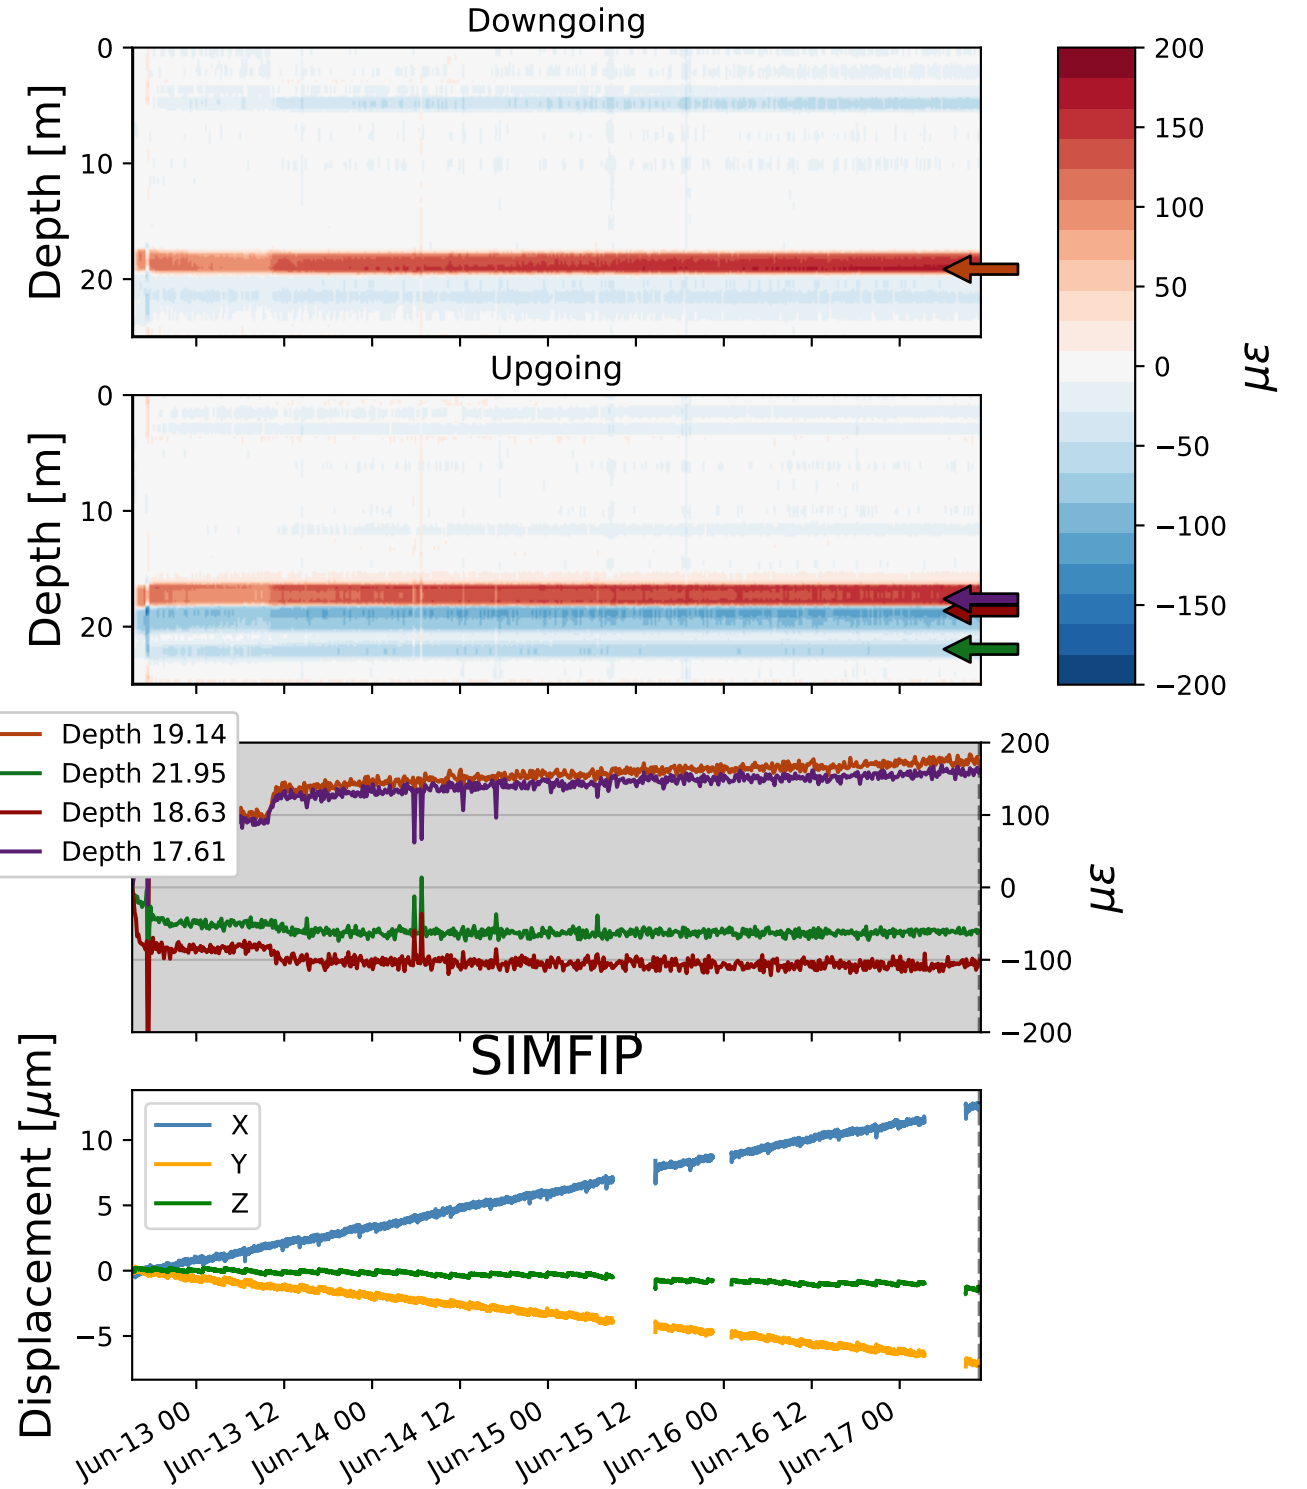 Downgoing
Depth [m]
0
10
20
Upgoing
Depth [m]
0
10
20
200
150
100
50
0
−50
−100
−150
−200
με
Depth 19.14
Depth 21.95
Depth 18.63
Depth 17.61
200
100
0
−100
−200
με
SIMFIP
Displacement [μm]
10
5
0
−5
X
Y
Z
Jun-13 00
Jun-13 12
Jun-14 00
Jun-14 12
Jun-15 00
Jun-15 12
Jun-16 00
Jun-16 12
Jun-17 00